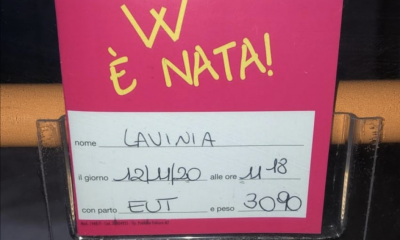 W
È NATA!
nome LAVINIA
il giorno 12/11/20 alle ore 11 18
con parto EUT e peso 3090